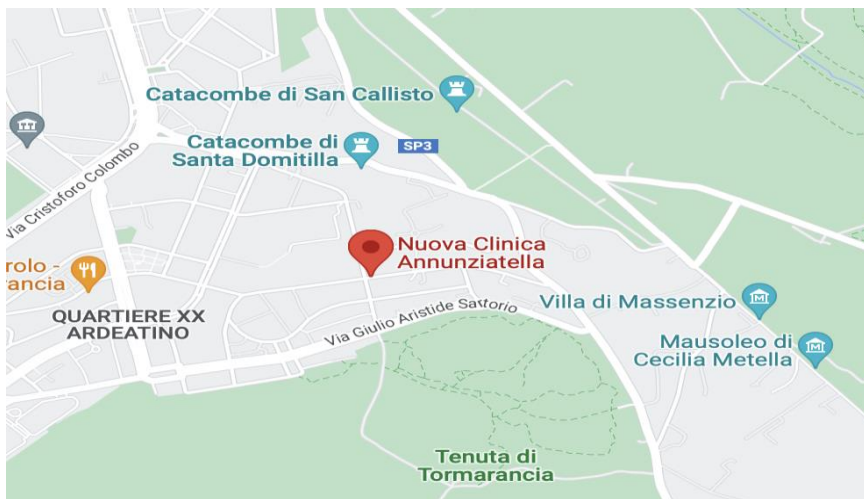 Catacombe di San Callisto
Catacombe di
Santa Domitilla
SP3
Via Cristoforo Colombo
Nuova Clinica
Annunziatella
rolo -
rancia
Villa di Massenzio
QUARTIERE XX
ARDEATINO
Via Giulio Aristide Sartorio
Mausoleo di
Cecilia Metella
Tenuta di
Tormarancia